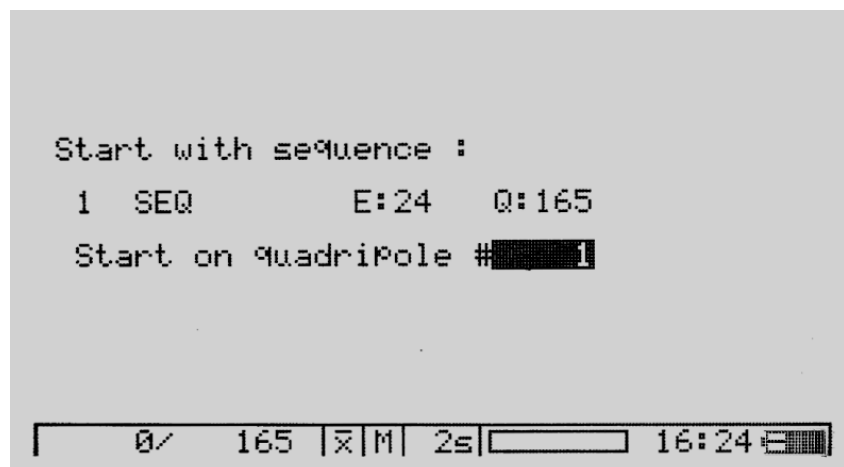 Start with sequence :
1 SEQ E:24 Q:165
Start on quadripole # 1
0/ 165 |x̅|M| 2s| 16:24